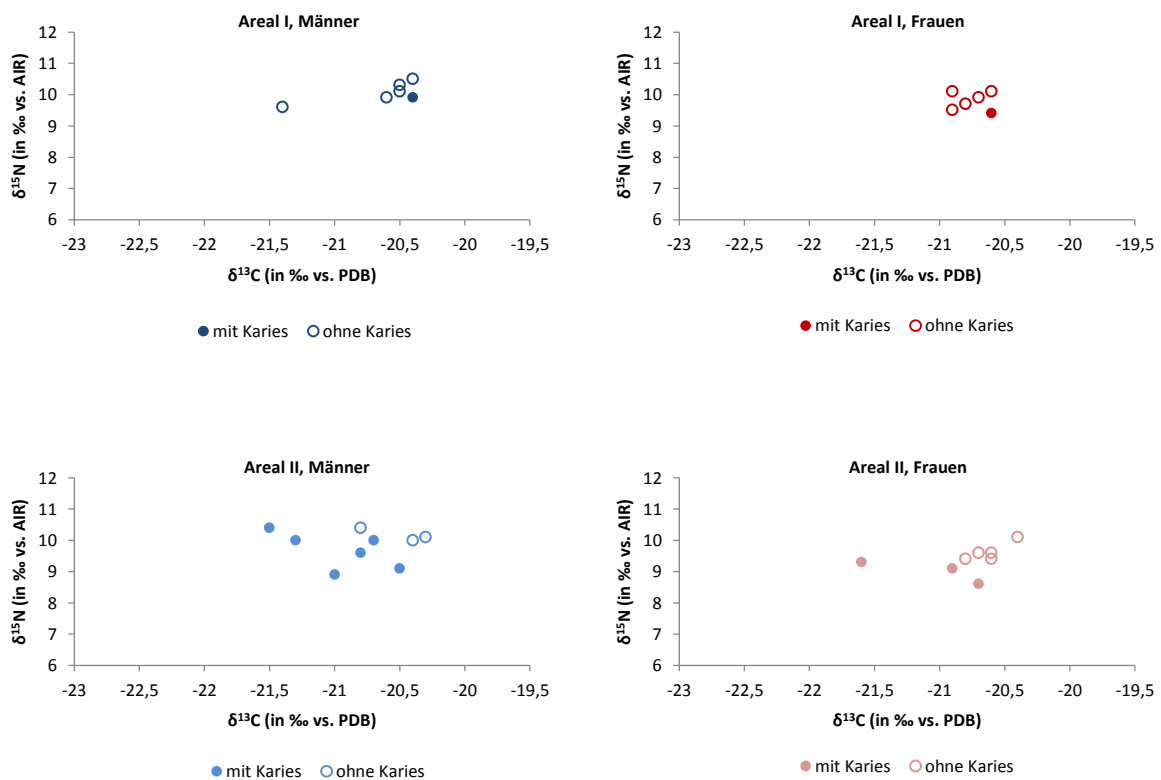 Areal I, Männer
12
11
10
9
8
7
6
δ¹⁵N (in ‰ vs. AIR)
-23 -22,5 -22 -21,5 -21 -20,5 -20 -19,5
δ¹³C (in ‰ vs. PDB)
mit Karies ohne Karies
Areal I, Frauen
12
11
10
9
8
7
6
δ¹⁵N (in ‰ vs. AIR)
-23 -22,5 -22 -21,5 -21 -20,5 -20 -19,5
δ¹³C (in ‰ vs. PDB)
mit Karies ohne Karies
Areal II, Männer
12
11
10
9
8
7
6
δ¹⁵N (in ‰ vs. AIR)
-23 -22,5 -22 -21,5 -21 -20,5 -20 -19,5
δ¹³C (in ‰ vs. PDB)
mit Karies ohne Karies
Areal II, Frauen
12
11
10
9
8
7
6
δ¹⁵N (in ‰ vs. AIR)
-23 -22,5 -22 -21,5 -21 -20,5 -20 -19,5
δ¹³C (in ‰ vs. PDB)
mit Karies ohne Karies